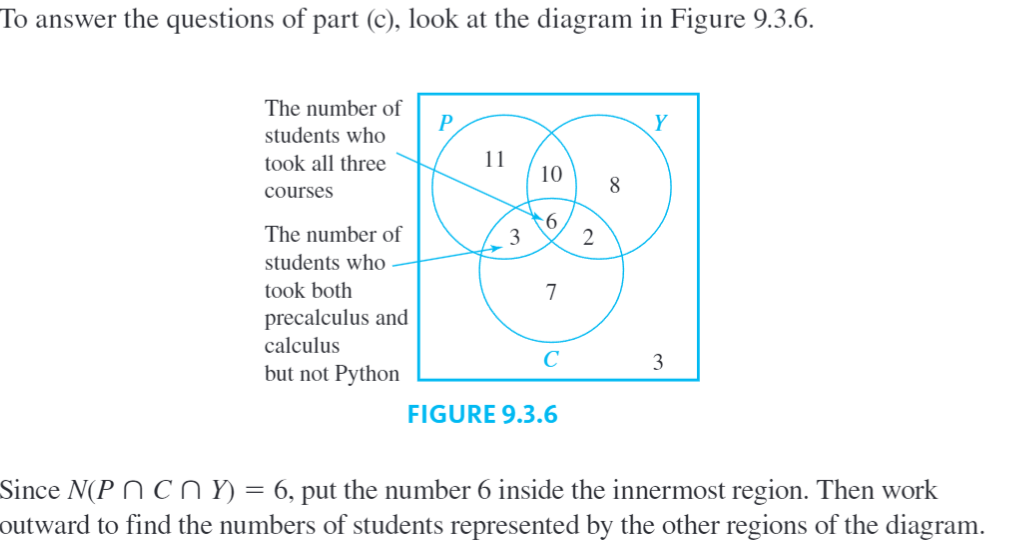 To answer the questions of part (c), look at the diagram in Figure 9.3.6.
The number of
students who
took all three
courses
The number of
students who
took both
precalculus and
calculus
but not Python
P
Y
11
10
8
6
3
2
7
C
3
FIGURE 9.3.6
Since N(P ∩ C ∩ Y) = 6, put the number 6 inside the innermost region. Then work
outward to find the numbers of students represented by the other regions of the diagram.